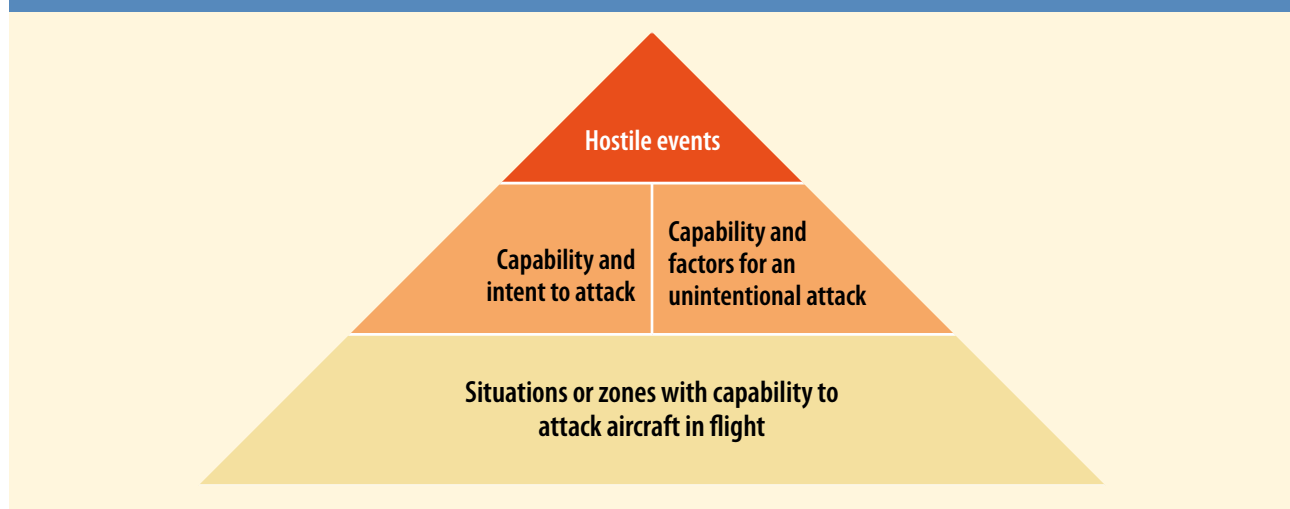 Hostile events
Capability and
intent to attack
Capability and
factors for an
unintentional attack
Situations or zones with capability to
attack aircraft in flight